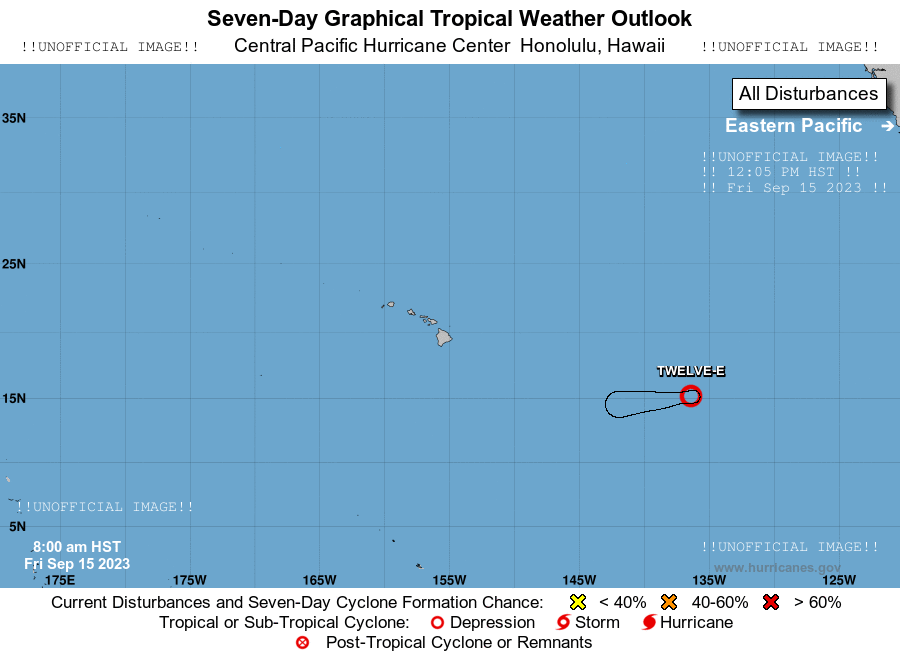 Seven-Day Graphical Tropical Weather Outlook
!!UNOFFICIAL IMAGE!! Central Pacific Hurricane Center Honolulu, Hawaii !!UNOFFICIAL IMAGE!!
All Disturbances
35N
Eastern Pacific
!!UNOFFICIAL IMAGE!!
!! 12:05 PM HST !!
!! Fri Sep 15 2023 !!
25N
TWELVE-E
15N
!!UNOFFICIAL IMAGE!!
5N
8:00 am HST
!!UNOFFICIAL IMAGE!!
Fri Sep 15 2023
www.hurricanes.gov
175E 175W 165W 155W 145W 135W 125W
Current Disturbances and Seven-Day Cyclone Formation Chance: < 40% 40-60% > 60%
Tropical or Sub-Tropical Cyclone: Depression Storm Hurricane
Post-Tropical Cyclone or Remnants